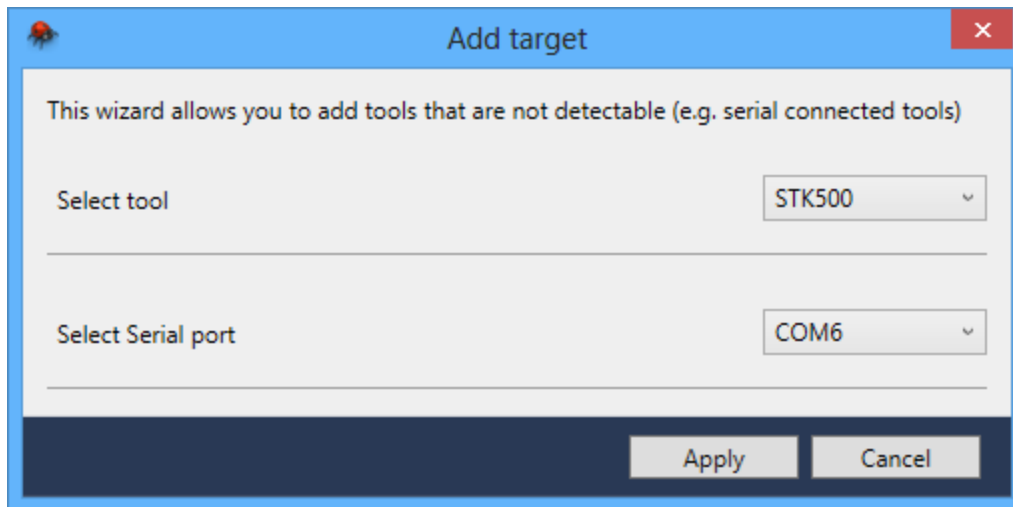 Add target
This wizard allows you to add tools that are not detectable (e.g. serial connected tools)
Select tool
STK500
Select Serial port
COM6
Apply
Cancel